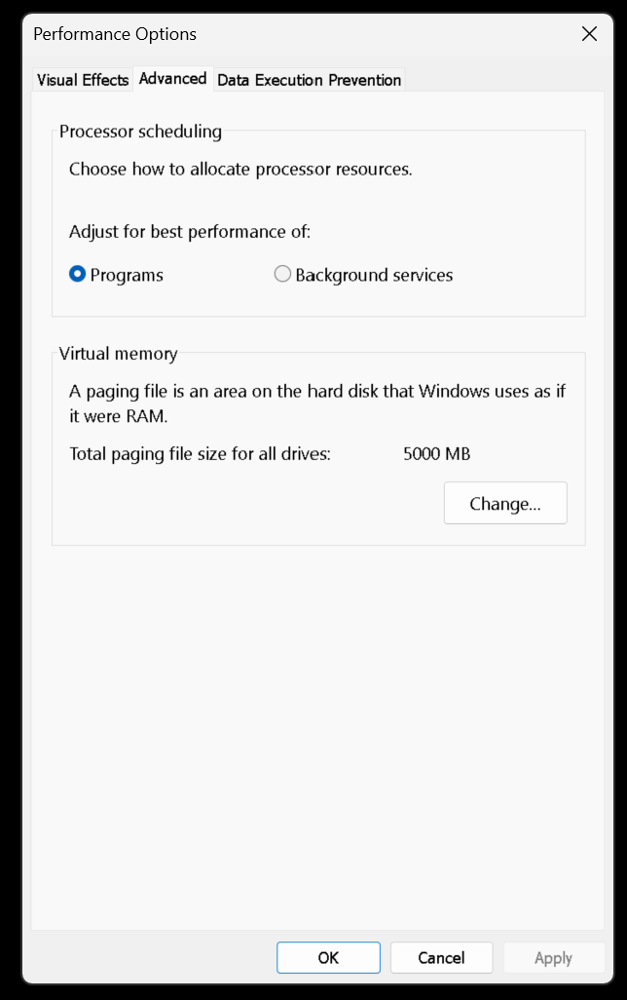 Performance Options
Visual Effects Advanced Data Execution Prevention
Processor scheduling
Choose how to allocate processor resources.
Adjust for best performance of:
Programs Background services
Virtual memory
A paging file is an area on the hard disk that Windows uses as if
it were RAM.
Total paging file size for all drives: 5000 MB
Change...
OK Cancel Apply